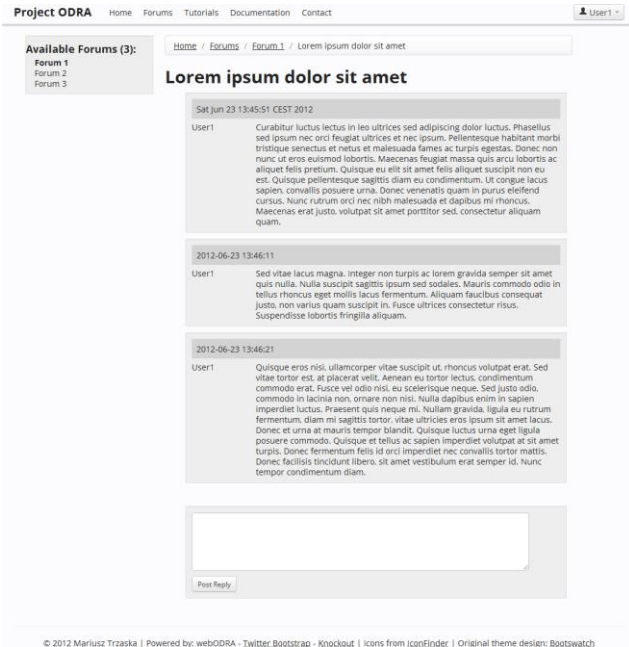 Project ODRA Home Forums Tutorials Documentation Contact User1
Available Forums (3):
Forum 1
Forum 2
Forum 3
Home / Forums / Forum 1 / Lorem ipsum dolor sit amet
Lorem ipsum dolor sit amet
Sat Jun 23 13:45:51 CEST 2012
User1
Curabitur luctus lectus in leo ultrices sed adipiscing dolor luctus. Phasellus
sed ipsum nec orci feugiat ultrices et nec ipsum. Pellentesque habitant morbi
tristique senectus et netus et malesuada fames ac turpis egestas. Donec non
nunc ut eros euismod lobortis. Maecenas feugiat massa quis arcu lobortis ac
aliquet felis pretium. Quisque eu elit sit amet felis aliquet suscipit non eu
est. Quisque pellentesque sagittis diam eu condimentum. Ut congue lacus
sapien, convallis posuere urna. Donec venenatis quam in purus eleifend
cursus. Nunc rutrum orci nec nibh malesuada et dapibus mi rhoncus.
Maecenas erat justo, volutpat sit amet porttitor sed, consectetur aliquam
quam.
2012-06-23 13:46:11
User1
Sed vitae lacus magna. Integer non turpis ac lorem gravida semper sit amet
quis nulla. Nulla suscipit sagittis ipsum sed sodales. Mauris commodo odio in
tellus rhoncus eget mollis lacus fermentum. Aliquam faucibus consequat
justo, non varius quam suscipit in. Fusce ultrices consectetur risus.
Suspendisse lobortis fringilla aliquam.
2012-06-23 13:46:21
User1
Quisque eros nisi, ullamcorper vitae suscipit ut, rhoncus volutpat erat. Sed
vitae tortor est, at placerat velit. Aenean eu tortor lectus, condimentum
commodo erat. Fusce vel odio nisi, eu scelerisque neque. Sed justo odio,
commodo in lacinia non, ornare non nisi. Nulla dapibus enim in sapien
imperdiet luctus. Praesent quis neque mi. Nullam gravida, ligula eu rutrum
fermentum, diam mi sagittis tortor, vitae ultricies eros ipsum sit amet lacus.
Donec et urna at mauris tempor blandit. Quisque luctus urna eget ligula
posuere commodo. Quisque et tellus ac sapien imperdiet volutpat at sit amet
turpis. Donec fermentum felis id orci imperdiet nec convallis tortor mattis.
Donec facilisis tincidunt libero, sit amet vestibulum erat semper id. Nunc
tempor condimentum diam.
Post Reply
© 2012 Mariusz Trzaska | Powered by: webODRA - Twitter Bootstrap - Knockout | Icons from IconFinder | Original theme design: Bootswatch